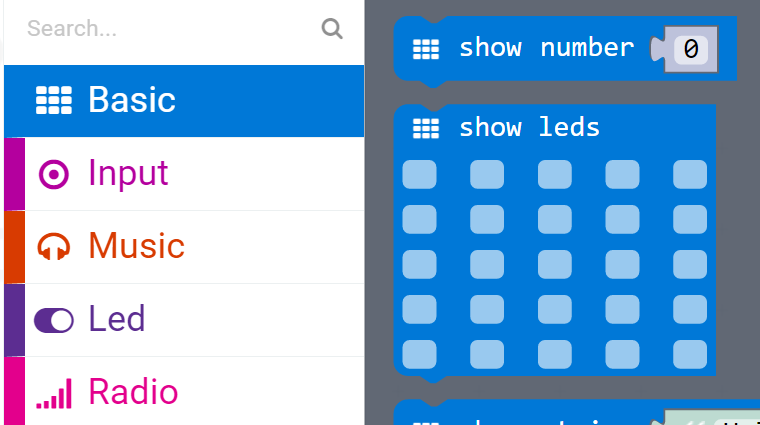 Search...
Basic
Input
Music
Led
Radio
show number 0
show leds